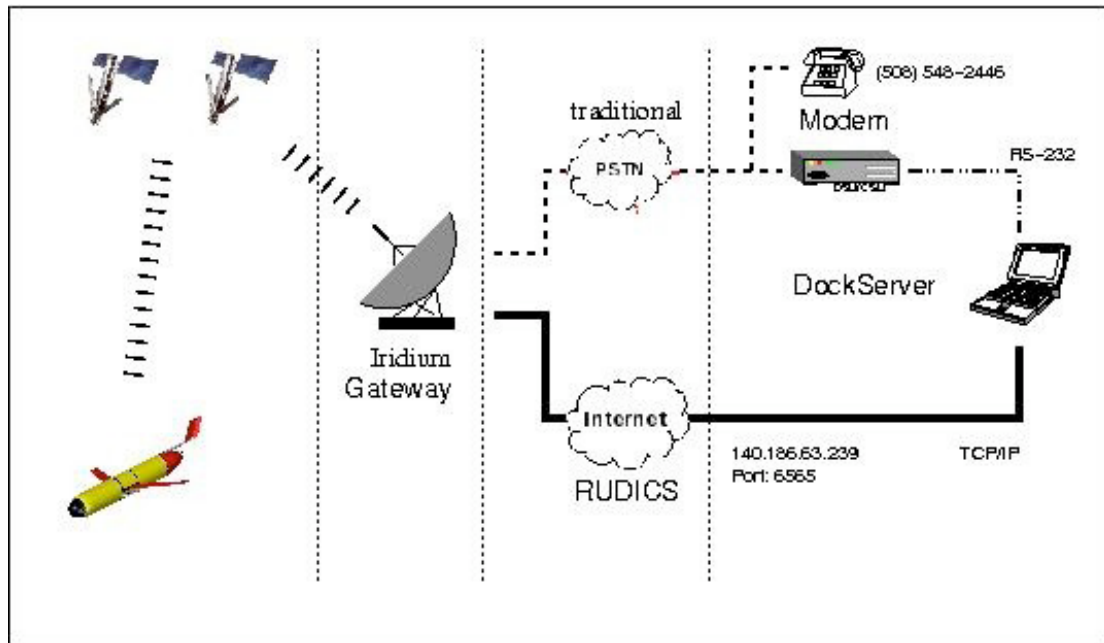 (508) 548-2446
traditional
Modem
PSTN
RS-232
DockServer
Iridium
Gateway
Internet
140.186.63.239
Port: 6565
TCP/IP
RUDICS